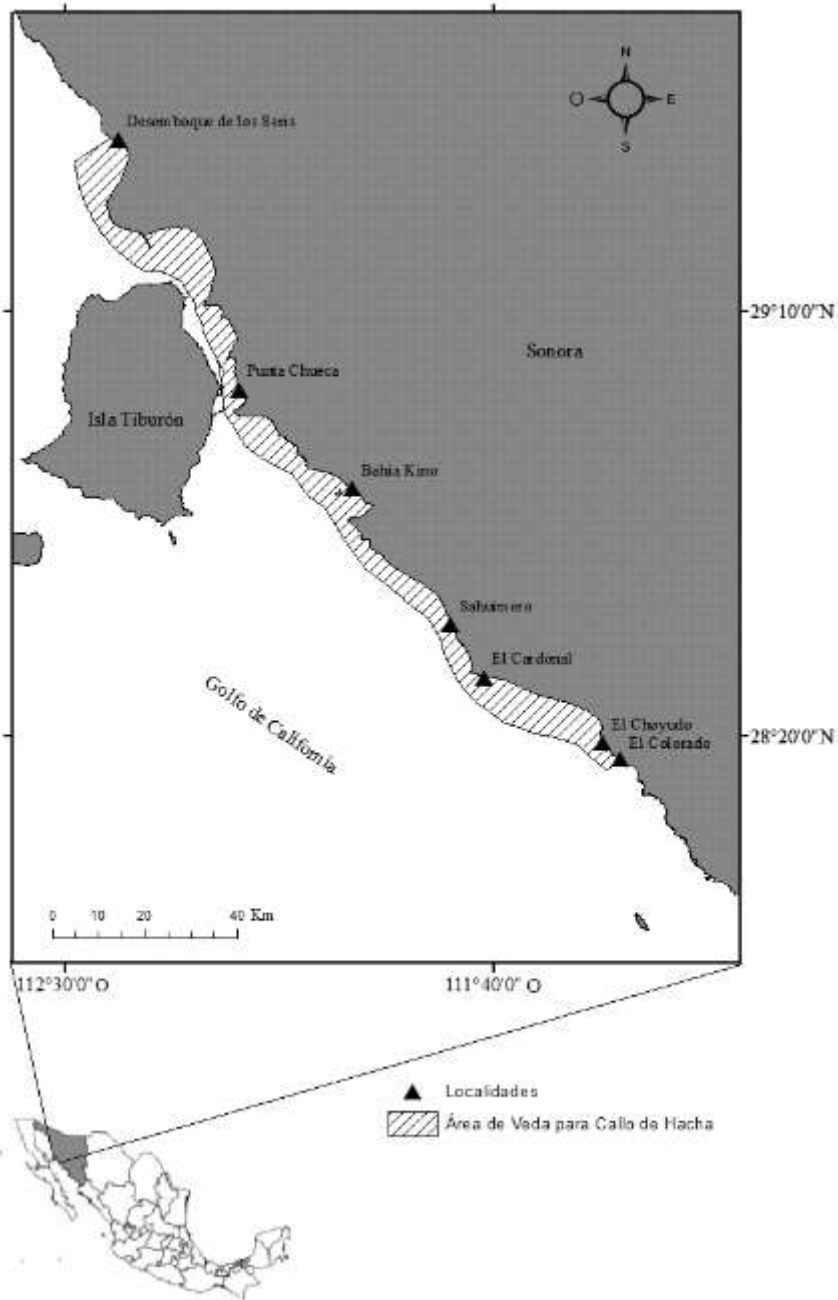 N
O E
S
Desemboque de los Seris
29°10'0"N
Sonora
Punta Chueca
Isla Tiburón
Bahia Kino
Sahuimaro
El Cardonal
Golfo de California
El Choyudo
El Colorado
28°20'0"N
0 10 20 40 Km
112°30'0" O 111°40'0" O
Localidades
Área de Veda para Callo de Hacha